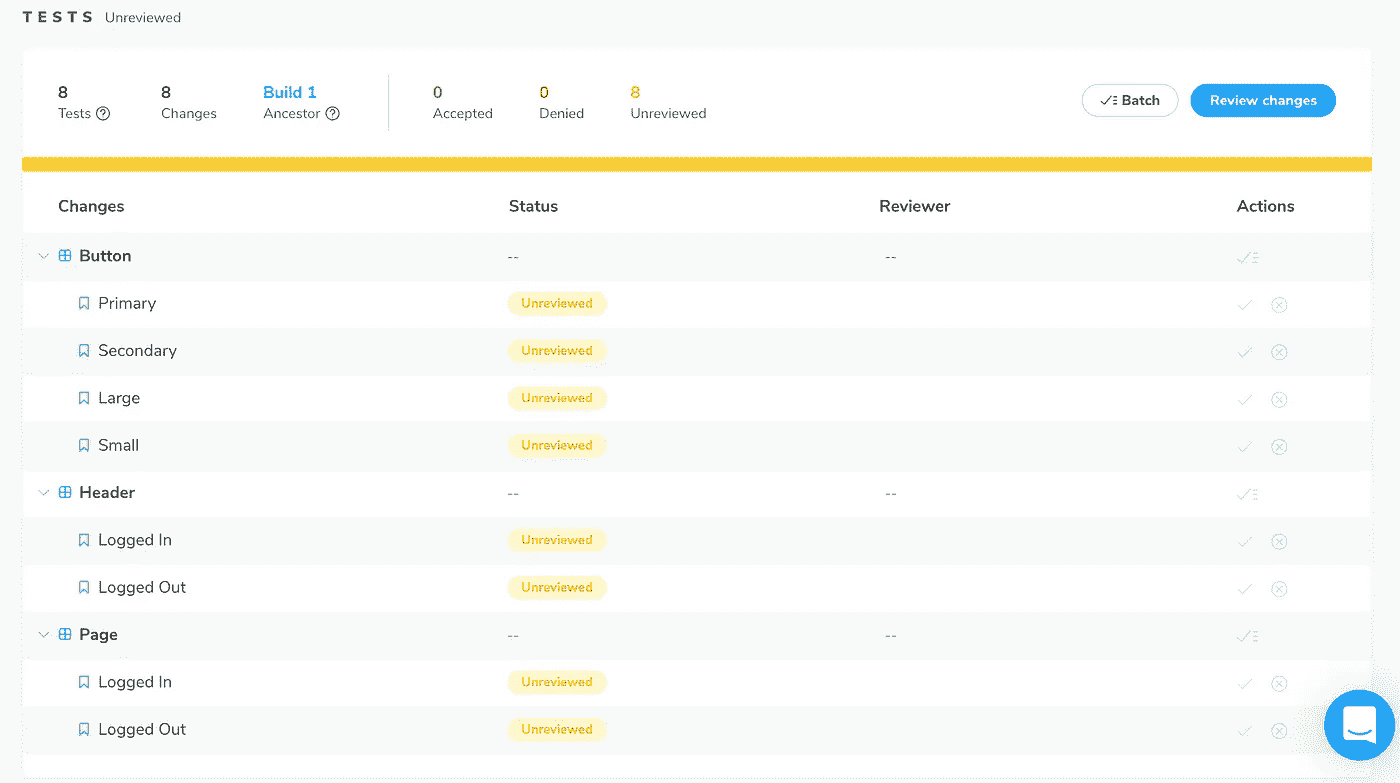 TESTS Unreviewed
8 8 Build 1 0 0 8
Tests Changes Ancestor Accepted Denied Unreviewed
Batch Review changes
Changes Status Reviewer Actions
Button -- --
Primary Unreviewed
Secondary Unreviewed
Large Unreviewed
Small Unreviewed
Header -- --
Logged In Unreviewed
Logged Out Unreviewed
Page -- --
Logged In Unreviewed
Logged Out Unreviewed